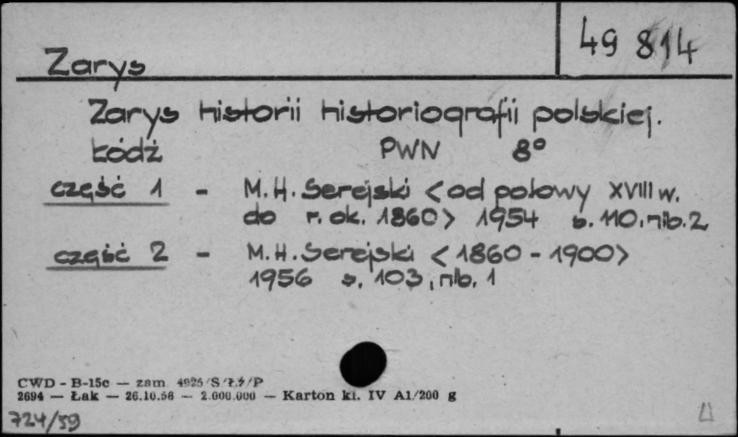 49 814
Zarys
Zarys historii historiografii polskiej.
Łódź PWN 8°
część 1 - M.H. Serejski <od połowy XVIII w.
do r. ok. 1860> 1954 s. 110, nlb. 2
część 2 - M.H. Serejski <1860 - 1900>
1956 s. 103, nlb. 1
CWD - B-15c — zam 4925/S/Ł
2694 — Łak — 26.10.56 — 2.000.000 — Karton kl. IV A1/200 g
724/59